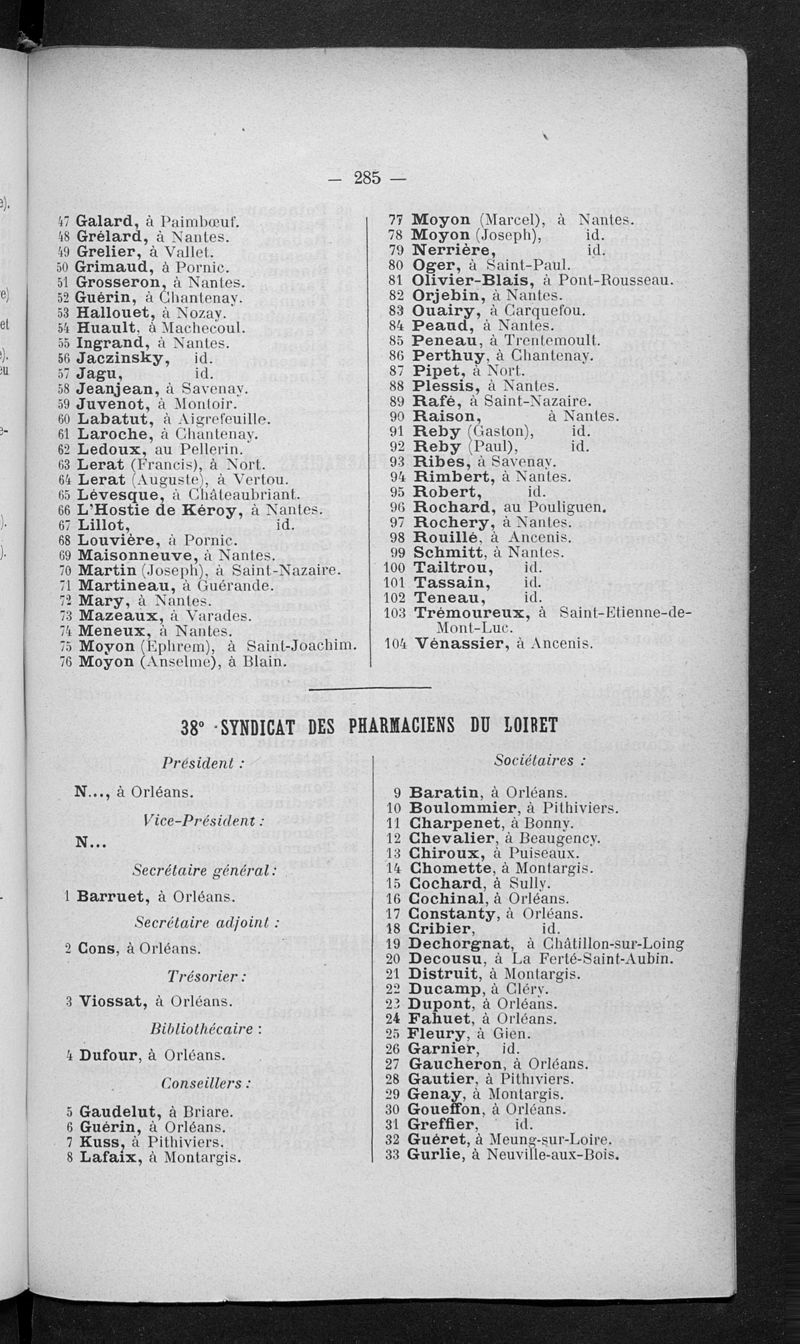 — 285 —
47 Galard, à Paimbœuf.
48 Grélard, à Nantes.
49 Grelier, à Vallet.
50 Grimaud, à Pornic.
51 Grosseron, à Nantes.
52 Guérin, à Chantenay.
53 Hallouet, à Nozay.
54 Huault, à Machecoul.
55 Ingrand, à Nantes.
56 Jaczinsky, id.
57 Jagu, id.
58 Jeanjean, à Savenay.
59 Juvenot, à Montoir.
60 Labatut, à Aigrefeuille.
61 Laroche, à Chantenay.
62 Ledoux, au Pellerin.
63 Lerat (Francis), à Nort.
64 Lerat (Auguste), à Vertou.
65 Lévesque, à Châteaubriant.
66 L'Hostie de Kéroy, à Nantes.
67 Lillot, id.
68 Louvière, à Pornic.
69 Maisonneuve, à Nantes.
70 Martin (Joseph), à Saint-Nazaire.
71 Martineau, à Guérande.
72 Mary, à Nantes.
73 Mazeaux, à Varades.
74 Meneux, à Nantes.
75 Moyon (Ephrem), à Saint-Joachim.
76 Moyon (Anselme), à Blain.
77 Moyon (Marcel), à Nantes.
78 Moyon (Joseph), id.
79 Nerrière, id.
80 Oger, à Saint-Paul.
81 Olivier-Blais, à Pont-Rousseau.
82 Orjebin, à Nantes.
83 Ouairy, à Carquefou.
84 Peaud, à Nantes.
85 Peneau, à Trentemoult.
86 Perthuy, à Chantenay.
87 Pipet, à Nort.
88 Plessis, à Nantes.
89 Rafé, à Saint-Nazaire.
90 Raison, à Nantes.
91 Reby (Gaston), id.
92 Reby (Paul), id.
93 Ribes, à Savenay.
94 Rimbert, à Nantes.
95 Robert, id.
96 Rochard, au Pouliguen.
97 Rochery, à Nantes.
98 Rouillé, à Ancenis.
99 Schmitt, à Nantes.
100 Tailtrou, id.
101 Tassain, id.
102 Teneau, id.
103 Trémoureux, à Saint-Etienne-de-
Mont-Luc.
104 Vénassier, à Ancenis.
38° SYNDICAT DES PHARMACIENS DU LOIRET
Président :
N..., à Orléans.
Vice-Président :
N...
Secrétaire général :
1 Barruet, à Orléans.
Secrétaire adjoint :
2 Cons, à Orléans.
Trésorier :
3 Viossat, à Orléans.
Bibliothécaire :
4 Dufour, à Orléans.
Conseillers :
5 Gaudelut, à Briare.
6 Guérin, à Orléans.
7 Kuss, à Pithiviers.
8 Lafaix, à Montargis.
Sociétaires :
9 Baratin, à Orléans.
10 Boulommier, à Pithiviers.
11 Charpenet, à Bonny.
12 Chevalier, à Beaugency.
13 Chiroux, à Puiseaux.
14 Chomette, à Montargis.
15 Cochard, à Sully.
16 Cochinal, à Orléans.
17 Constanty, à Orléans.
18 Cribier, id.
19 Dechorgnat, à Châtillon-sur-Loing
20 Decousu, à La Ferté-Saint-Aubin.
21 Distruit, à Montargis.
22 Ducamp, à Cléry.
23 Dupont, à Orléans.
24 Fahuet, à Orléans.
25 Fleury, à Gien.
26 Garnier, id.
27 Gaucheron, à Orléans.
28 Gautier, à Pithiviers.
29 Genay, à Montargis.
30 Goueffon, à Orléans.
31 Greffier, id.
32 Guéret, à Meung-sur-Loire.
33 Gurlie, à Neuville-aux-Bois.